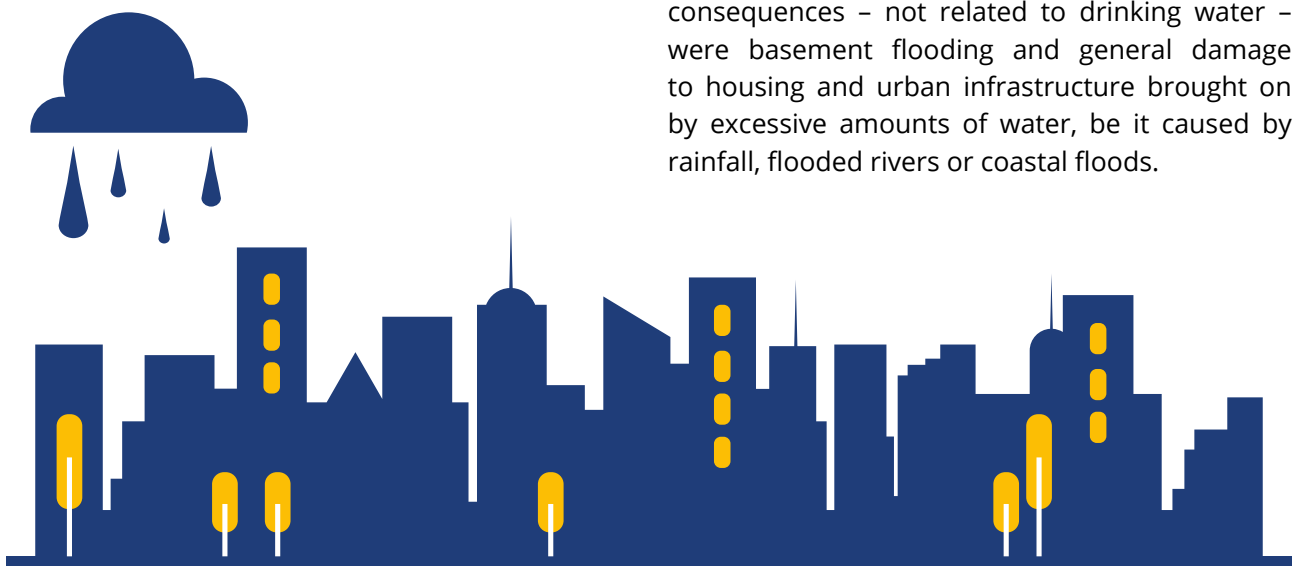 consequences – not related to drinking water –
were basement flooding and general damage
to housing and urban infrastructure brought on
by excessive amounts of water, be it caused by
rainfall, flooded rivers or coastal floods.